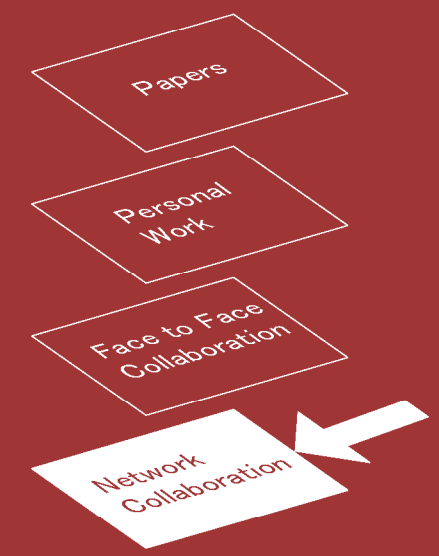 Papers
Personal
Work
Face to Face
Collaboration
Network
Collaboration